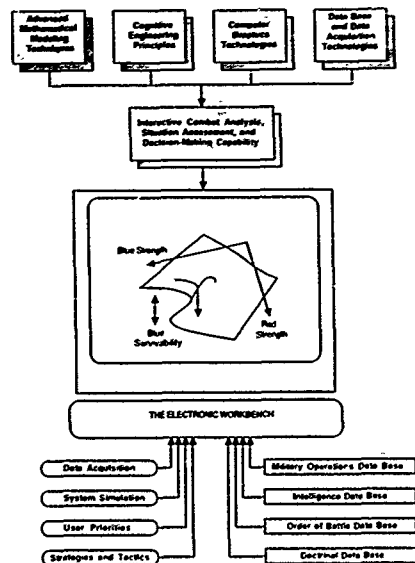 Advanced
Mathematical
Modeling
Techniques
Cognitive
Engineering
Principles
Computer
Graphics
Technologies
Data Base
and Data
Acquisition
Technologies
Interactive Combat Analysis,
Situation Assessment, and
Decision-Making Capability
Blue Strength
Blue
Survivability
Red
Strength
THE ELECTRONIC WORKBENCH
Data Acquisition
System Simulation
User Priorities
Strategies and Tactics
Military Operations Data Base
Intelligence Data Base
Order of Battle Data Base
Doctrinal Data Base